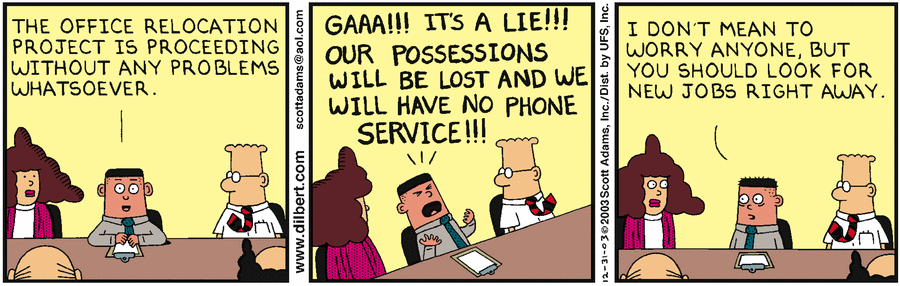 THE OFFICE RELOCATION
PROJECT IS PROCEEDING
WITHOUT ANY PROBLEMS
WHATSOEVER.
www.dilbert.com
scottadams@aol.com
GAAA!!! IT'S A LIE!!!
OUR POSSESSIONS
WILL BE LOST AND WE
WILL HAVE NO PHONE
SERVICE!!!
12-31-03 © 2003 Scott Adams, Inc./Dist. by UFS, Inc.
I DON'T MEAN TO
WORRY ANYONE, BUT
YOU SHOULD LOOK FOR
NEW JOBS RIGHT AWAY.